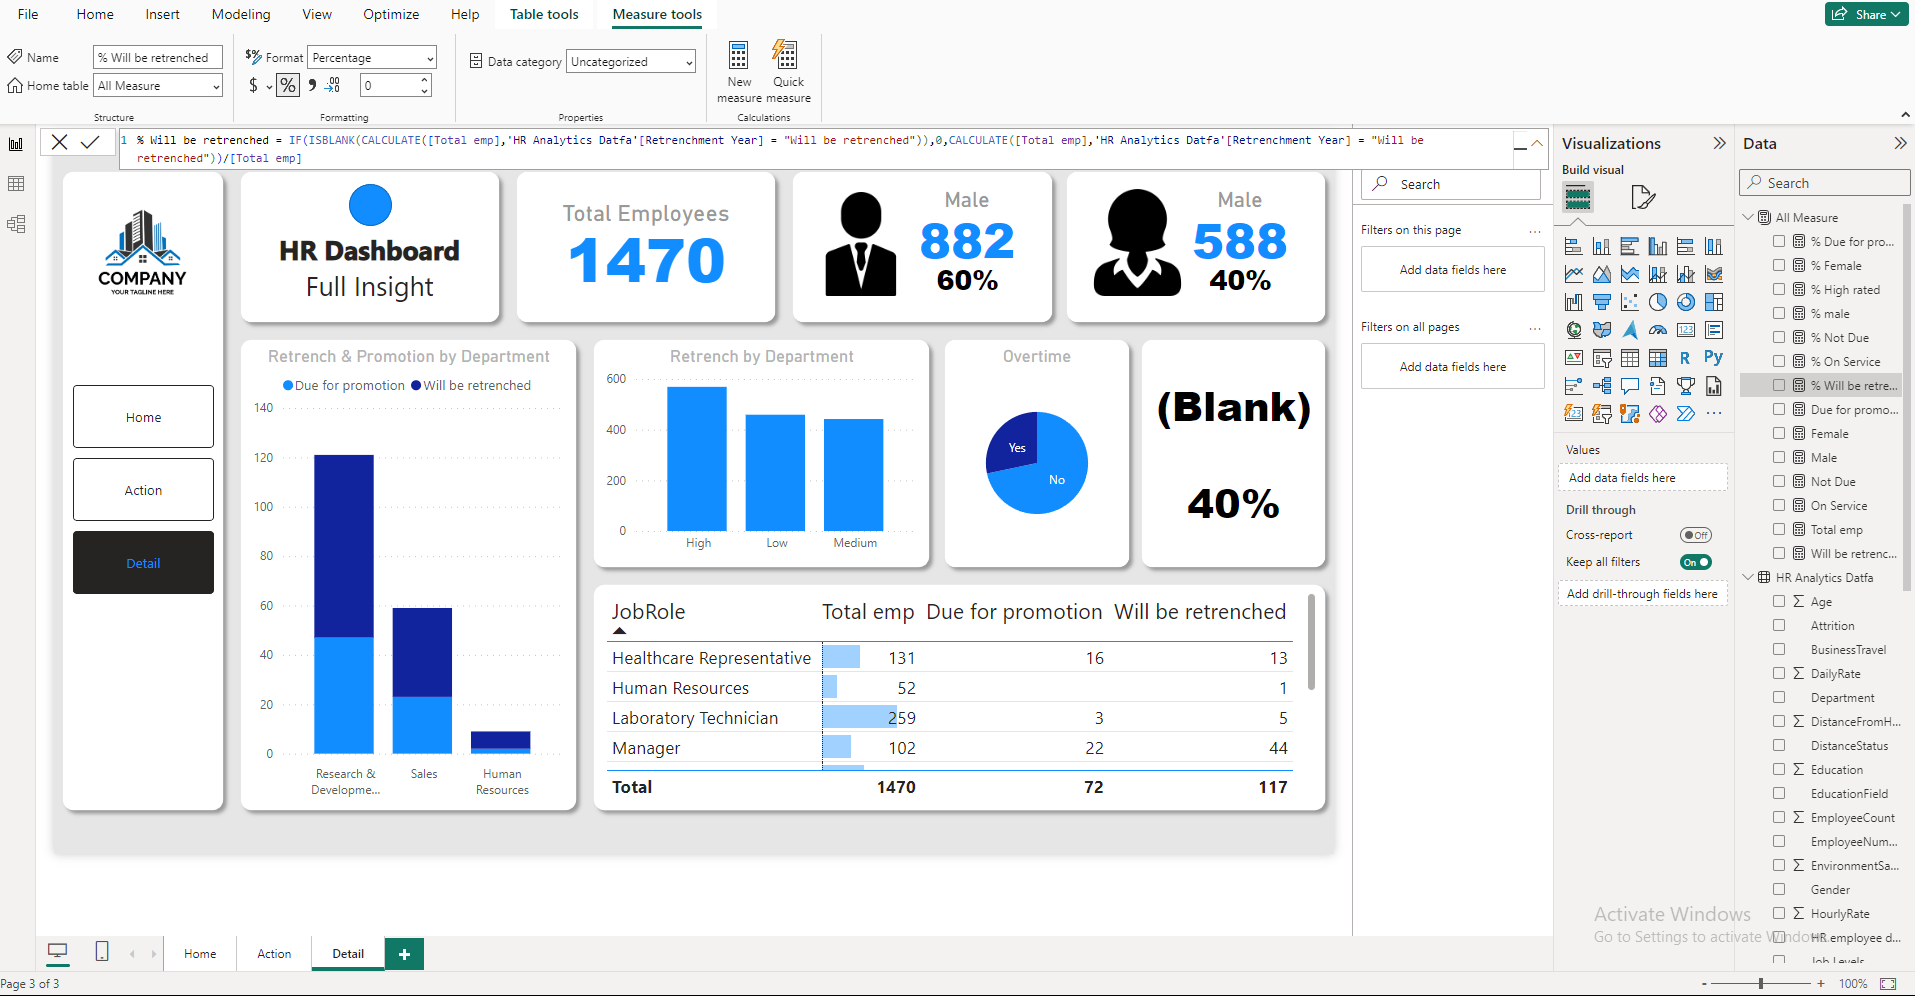 File Home Insert Modeling View Optimize Help Table tools Measure tools Share
Name % Will be retrenched
Home table All Measure
Structure
$% Format Percentage
$ % 0
Formatting
Data category Uncategorized
Properties
New measure
Quick measure
Calculations
1 % Will be retrenched = IF(ISBLANK(CALCULATE([Total emp],'HR Analytics Datfa'[Retrenchment Year] = "Will be retrenched")),0,CALCULATE([Total emp],'HR Analytics Datfa'[Retrenchment Year] = "Will be
retrenched"))/[Total emp]
COMPANY
YOUR TAGLINE HERE
Home
Action
Detail
HR Dashboard
Full Insight
Total Employees
1470
Male
882
60%
Male
588
40%
Retrench & Promotion by Department
Due for promotion Will be retrenched
140
120
100
80
60
40
20
0
Research &
Developme...
Sales
Human
Resources
Retrench by Department
600
400
200
0
High Low Medium
Overtime
Yes
No
(Blank)
40%
JobRole Total emp Due for promotion Will be retrenched
Healthcare Representative 131 16 13
Human Resources 52 1
Laboratory Technician 259 3 5
Manager 102 22 44
Total 1470 72 117
Search
Filters on this page ...
Add data fields here
Filters on all pages ...
Add data fields here
Visualizations
Build visual
123
R Py
123
...
Values
Add data fields here
Drill through
Cross-report Off
Keep all filters On
Add drill-through fields here
Data
Search
All Measure
% Due for pro...
% Female
% High rated
% male
% Not Due
% On Service
% Will be retre...
Due for promo...
Female
Male
Not Due
On Service
Total emp
Will be retrenc...
HR Analytics Datfa
Age
Attrition
BusinessTravel
DailyRate
Department
DistanceFromH...
DistanceStatus
Education
EducationField
EmployeeCount
EmployeeNum...
EnvironmentSa...
Gender
HourlyRate
HR employee d...
Job Levels
Activate Windows
Go to Settings to activate Windows.
Home Action Detail +
Page 3 of 3
- + 100%